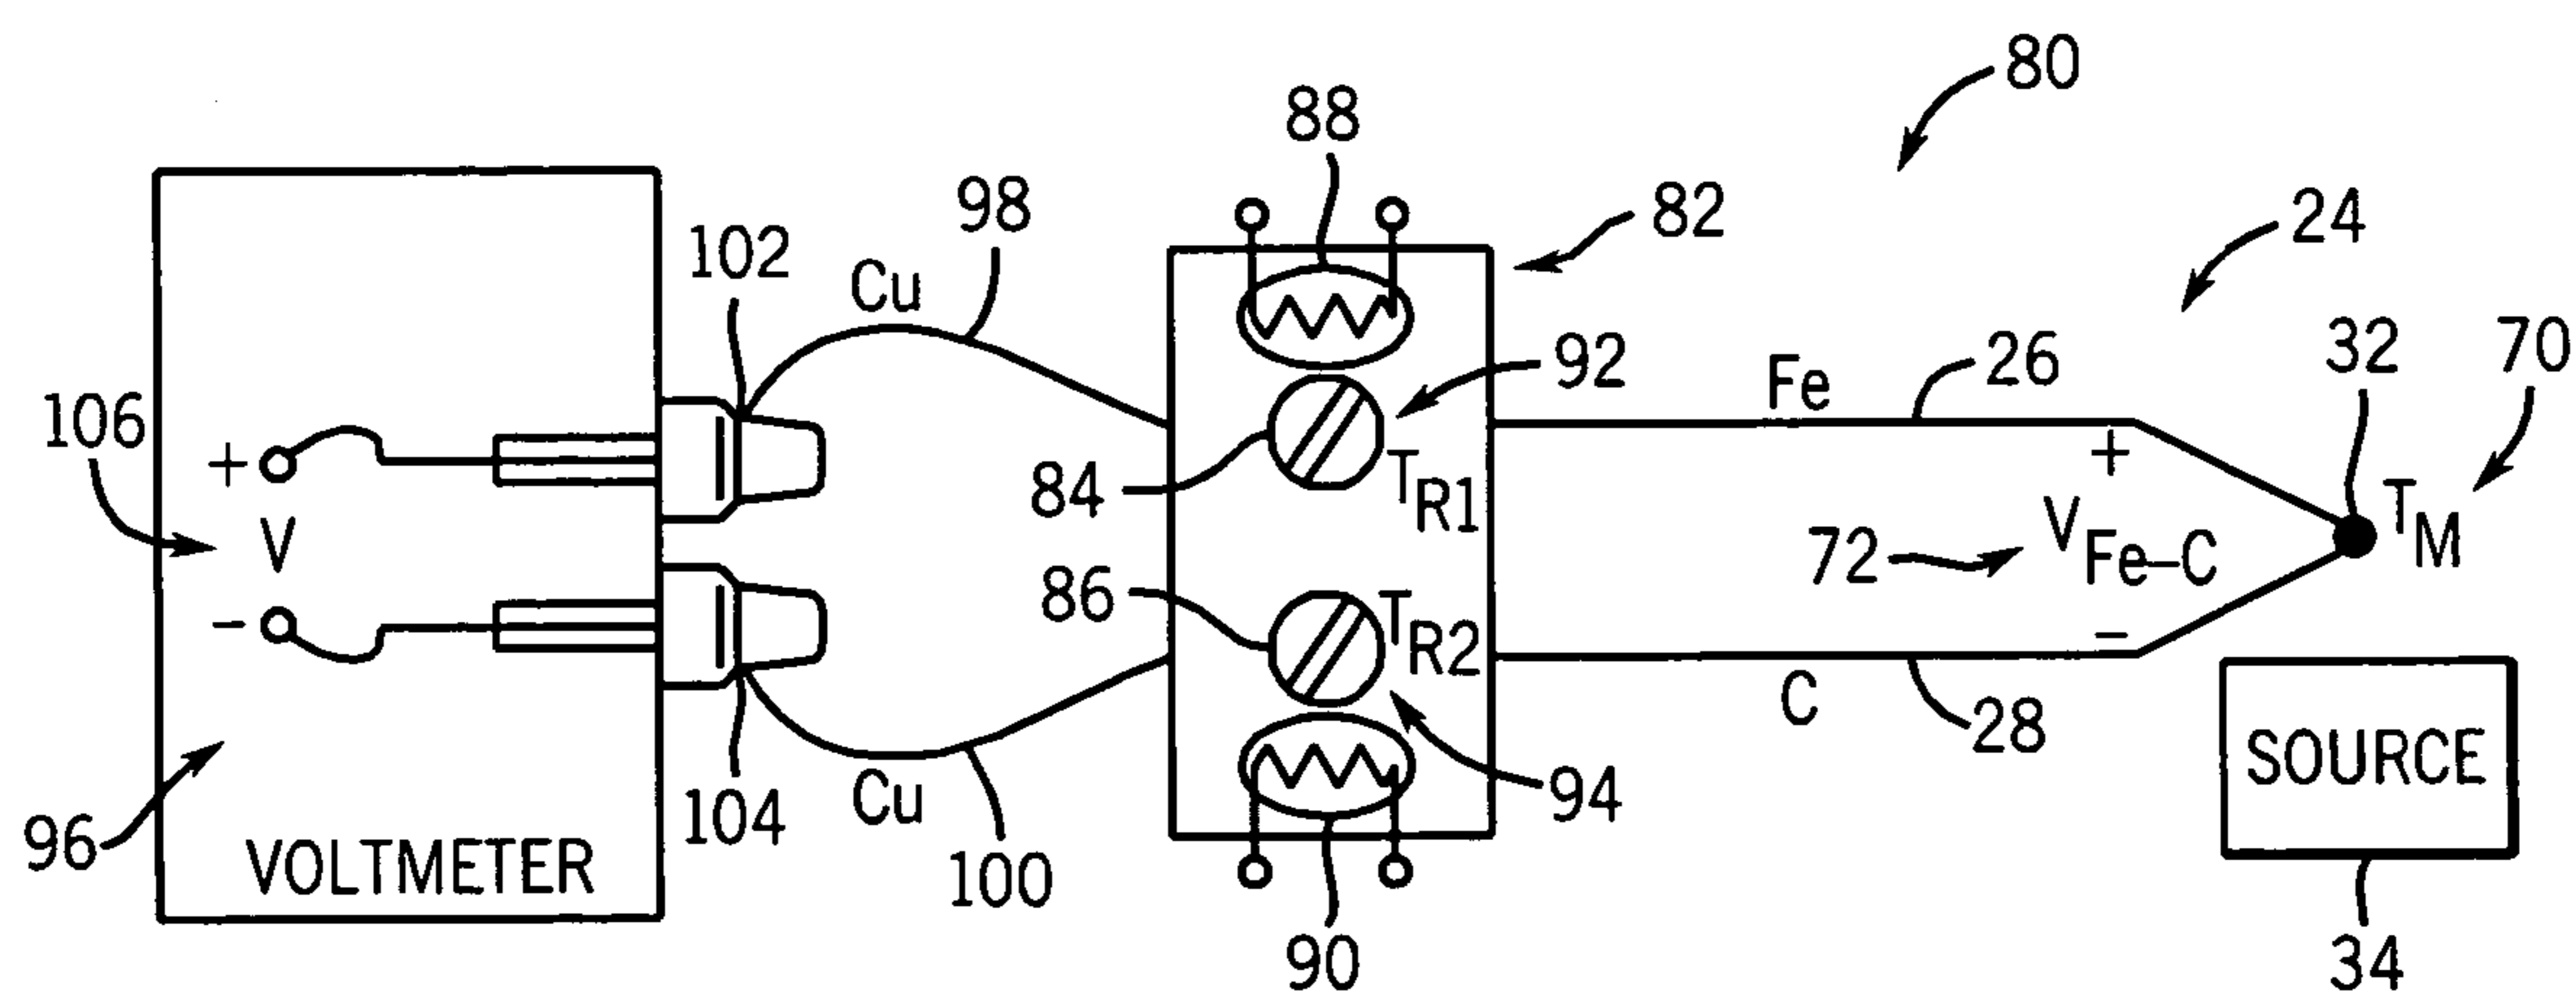 80
88
98
82
24
102
Cu
92
32
70
106
Fe
26
+
84
T_R1
+
T_M
V
86
T_R2
72
V_Fe–C
-
–
C
28
SOURCE
96
VOLTMETER
104
Cu
100
94
90
34